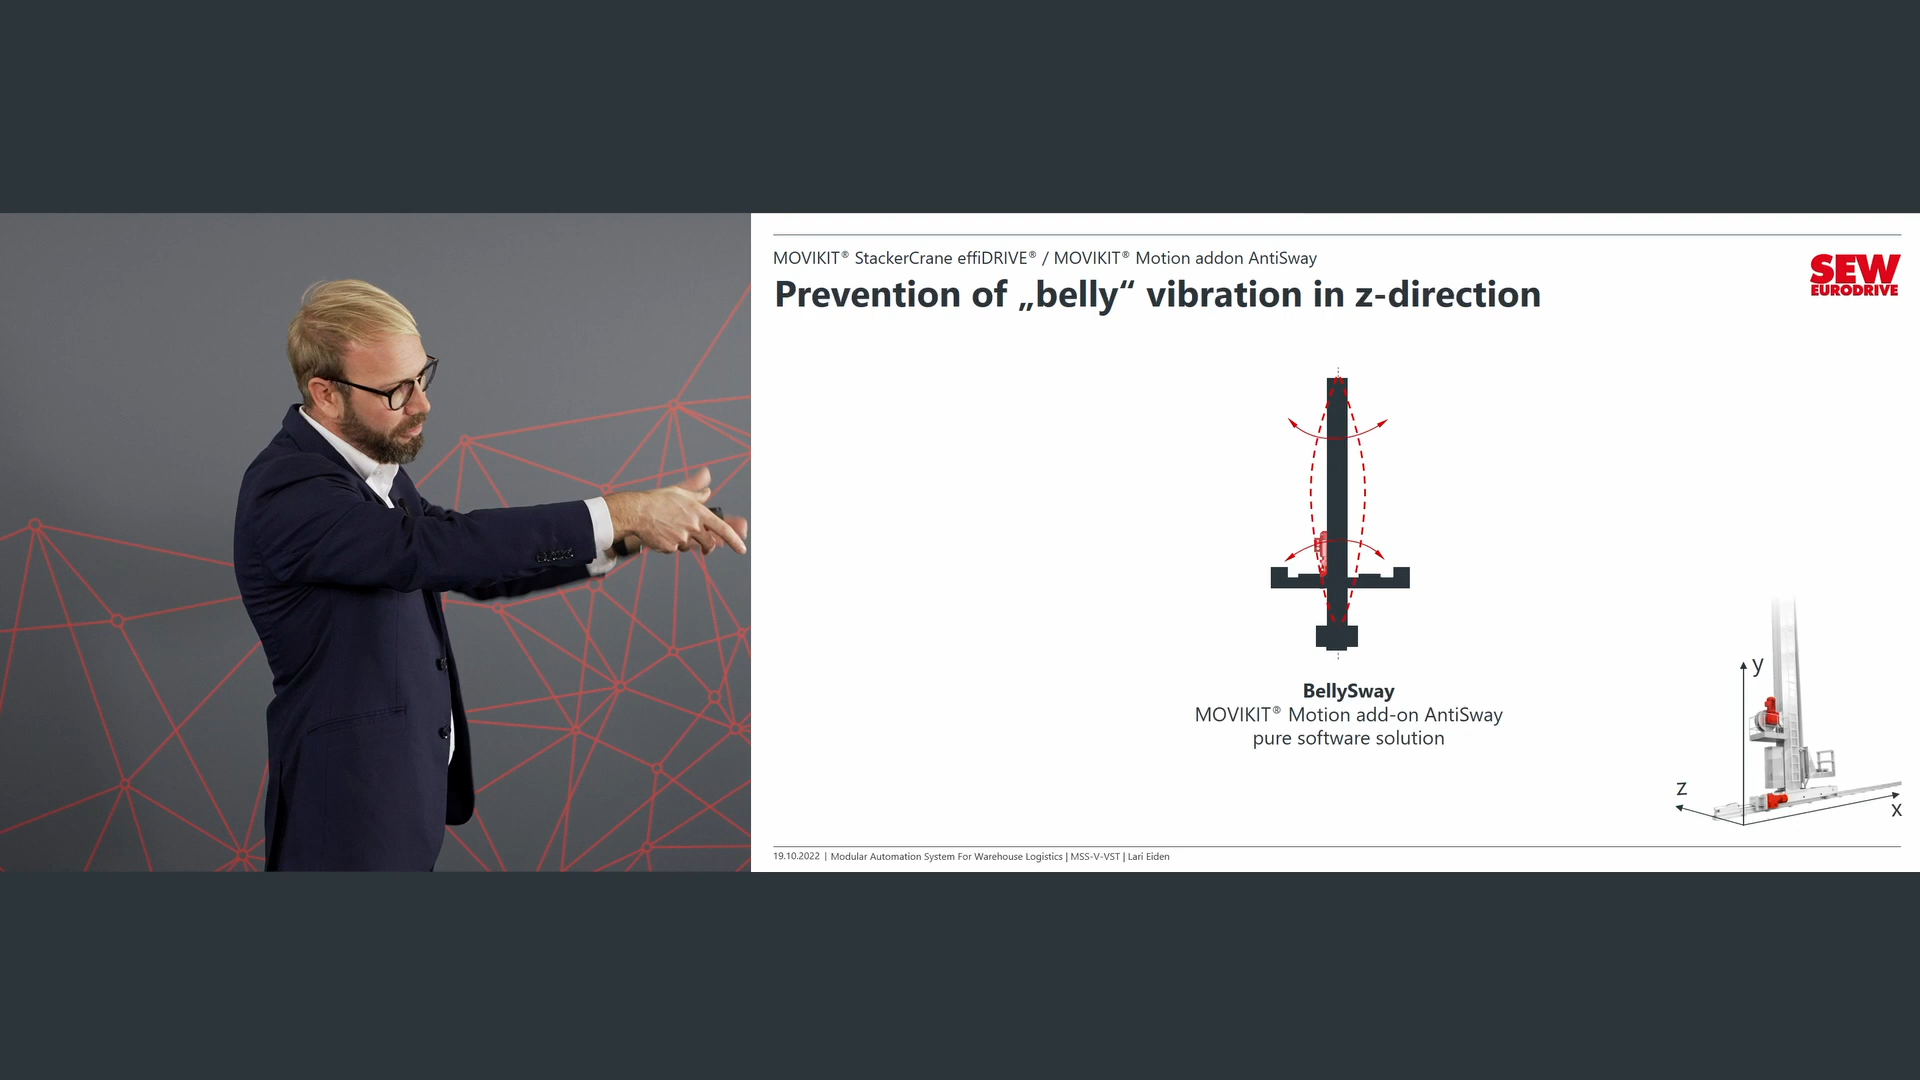 MOVIKIT® StackerCrane effiDRIVE® / MOVIKIT® Motion addon AntiSway
Prevention of „belly“ vibration in z-direction
SEW
EURODRIVE
BellySway
MOVIKIT® Motion add-on AntiSway
pure software solution
y
z
x
19.10.2022 | Modular Automation System For Warehouse Logistics | MSS-V-VST | Lari Eiden